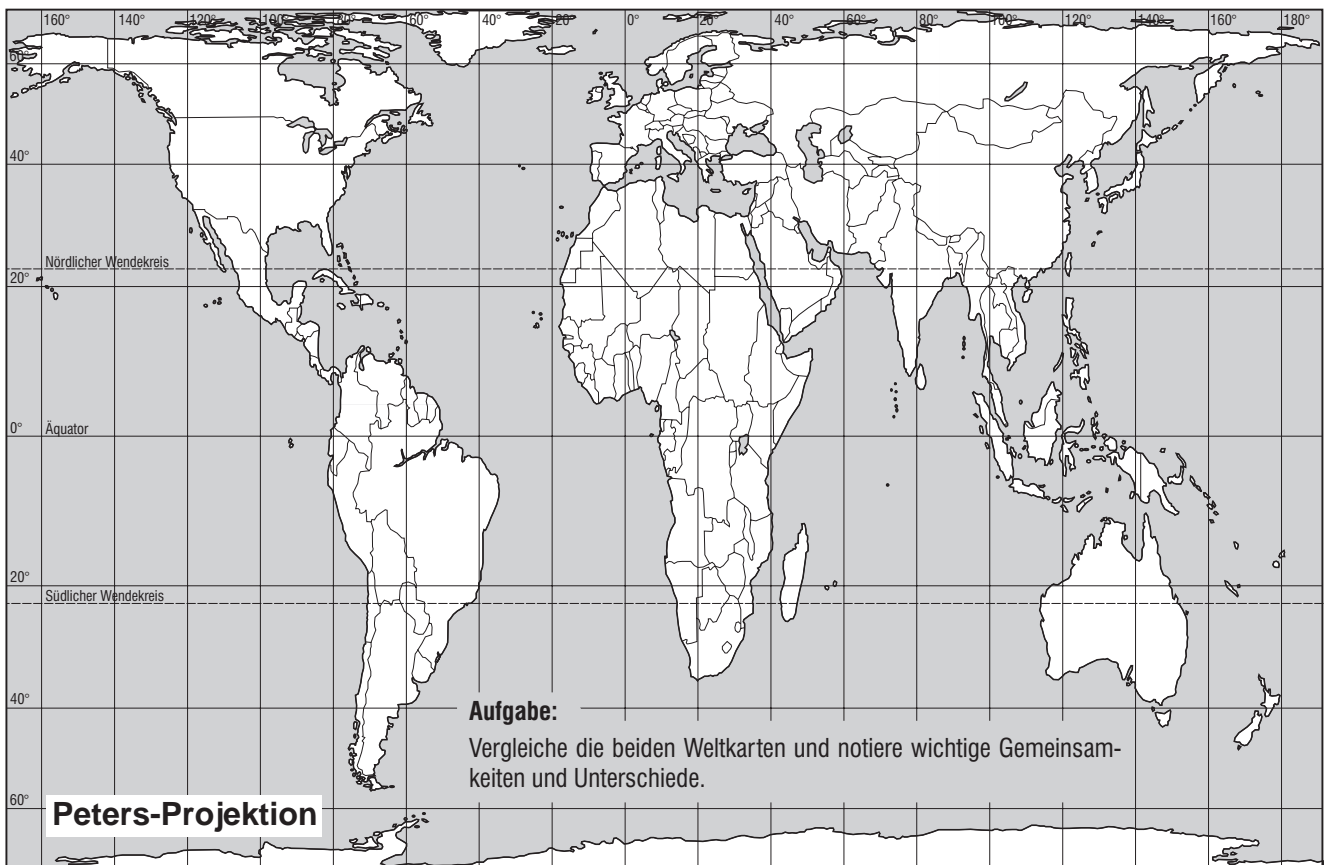 160° 140° 120° 100° 80° 60° 40° 20° 0° 20° 40° 60° 80° 100° 120° 140° 160° 180°
60°
40°
Nördlicher Wendekreis
20°
0° Äquator
20°
Südlicher Wendekreis
40°
Aufgabe:
Vergleiche die beiden Weltkarten und notiere wichtige Gemeinsam-
keiten und Unterschiede.
60°
Peters-Projektion